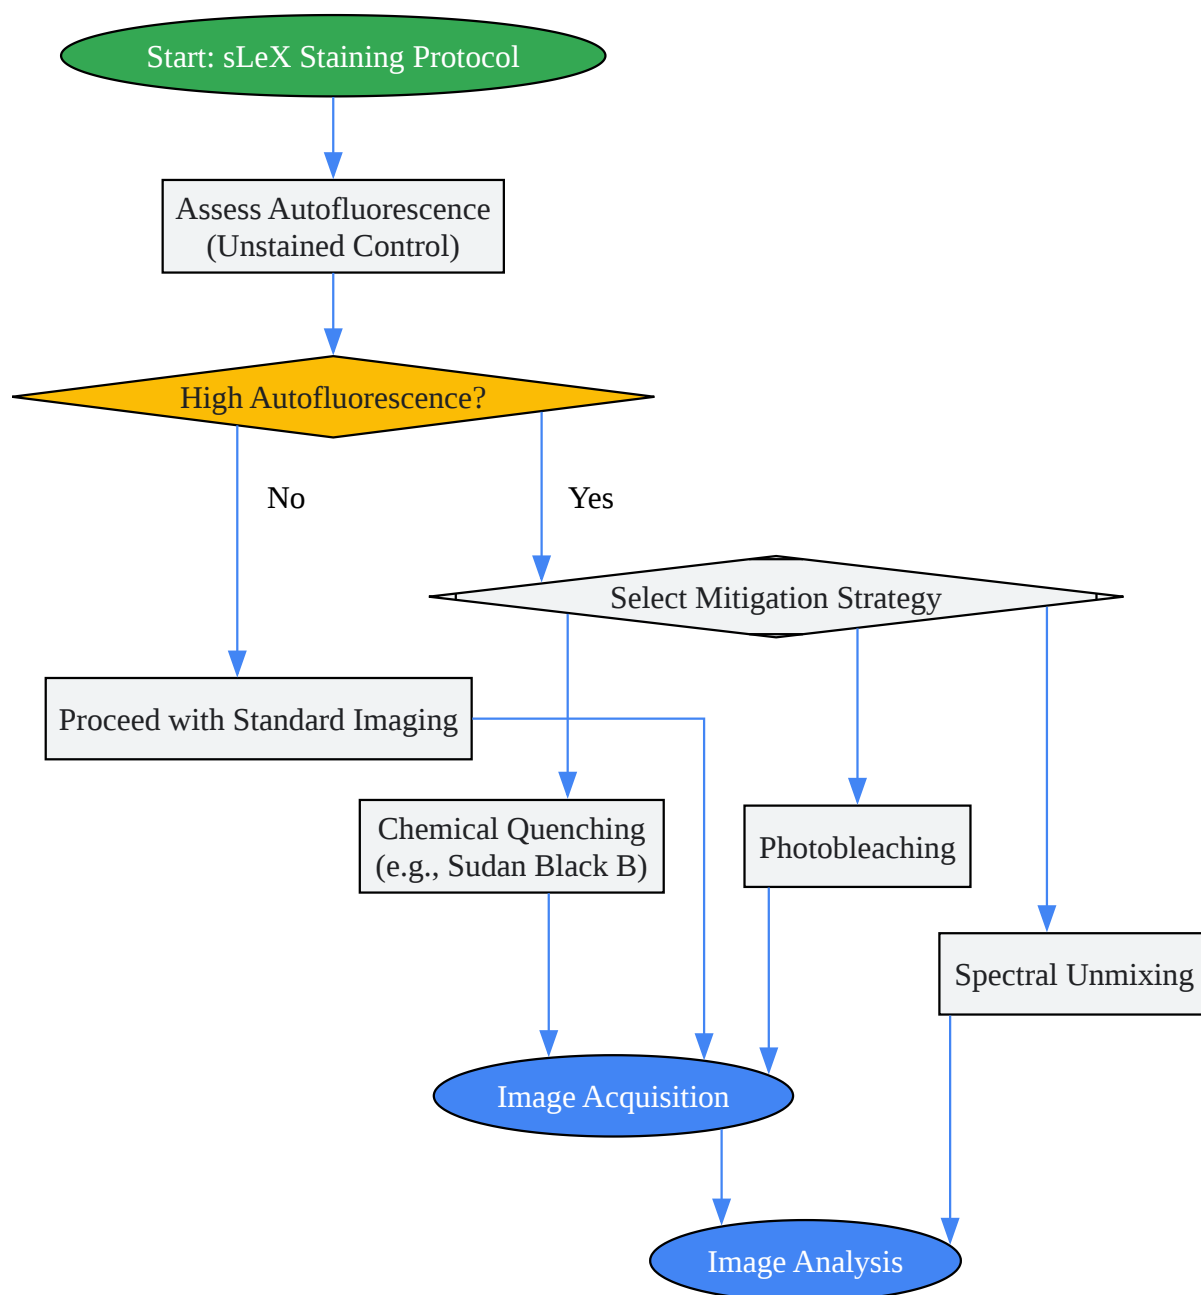 Start: sLeX Staining Protocol
Assess Autofluorescence
(Unstained Control)
High Autofluorescence?
No
Yes
Select Mitigation Strategy
Proceed with Standard Imaging
Chemical Quenching
(e.g., Sudan Black B)
Photobleaching
Spectral Unmixing
Image Acquisition
Image Analysis